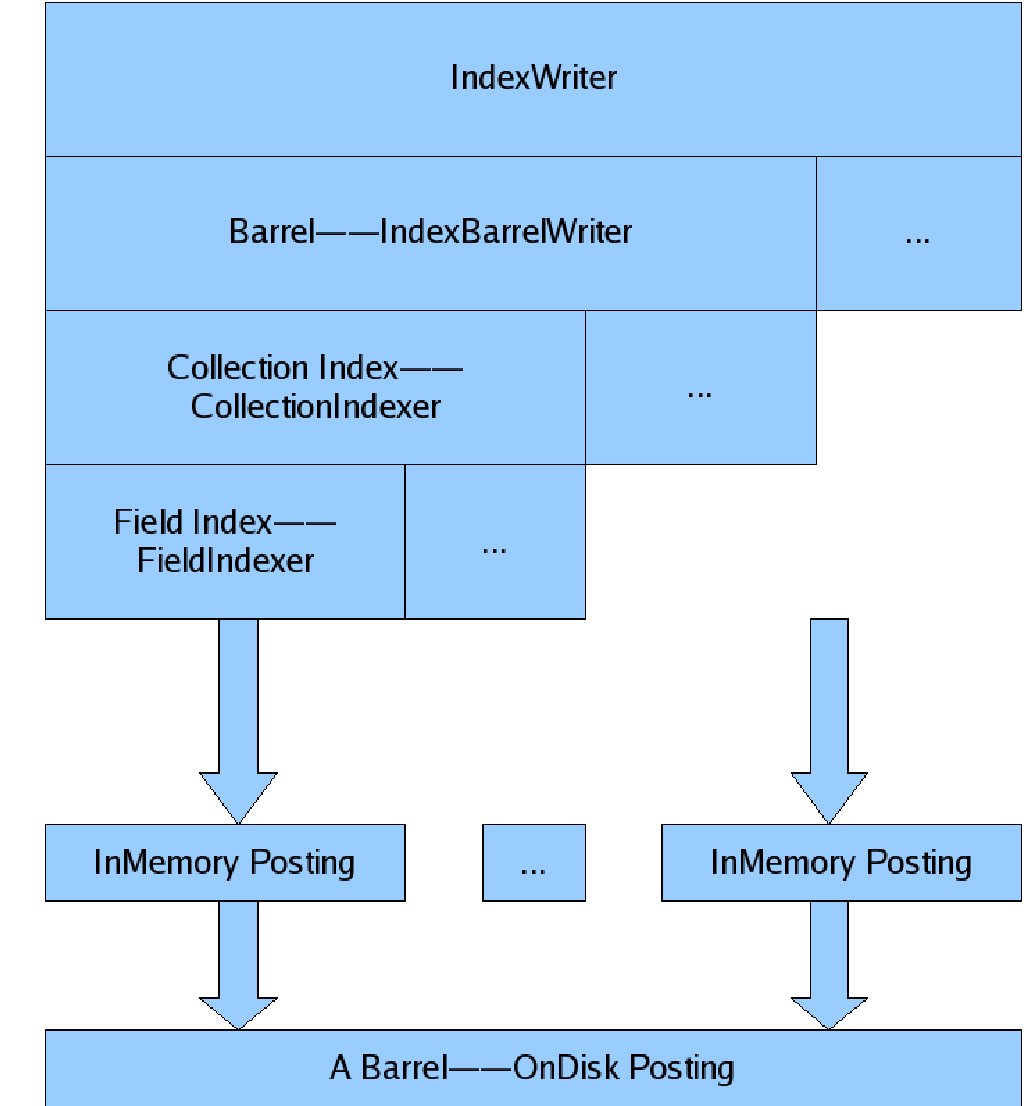 IndexWriter
Barrel——IndexBarrelWriter
...
Collection Index——
CollectionIndexer
...
Field Index——
FieldIndexer
...
InMemory Posting
...
InMemory Posting
A Barrel——OnDisk Posting